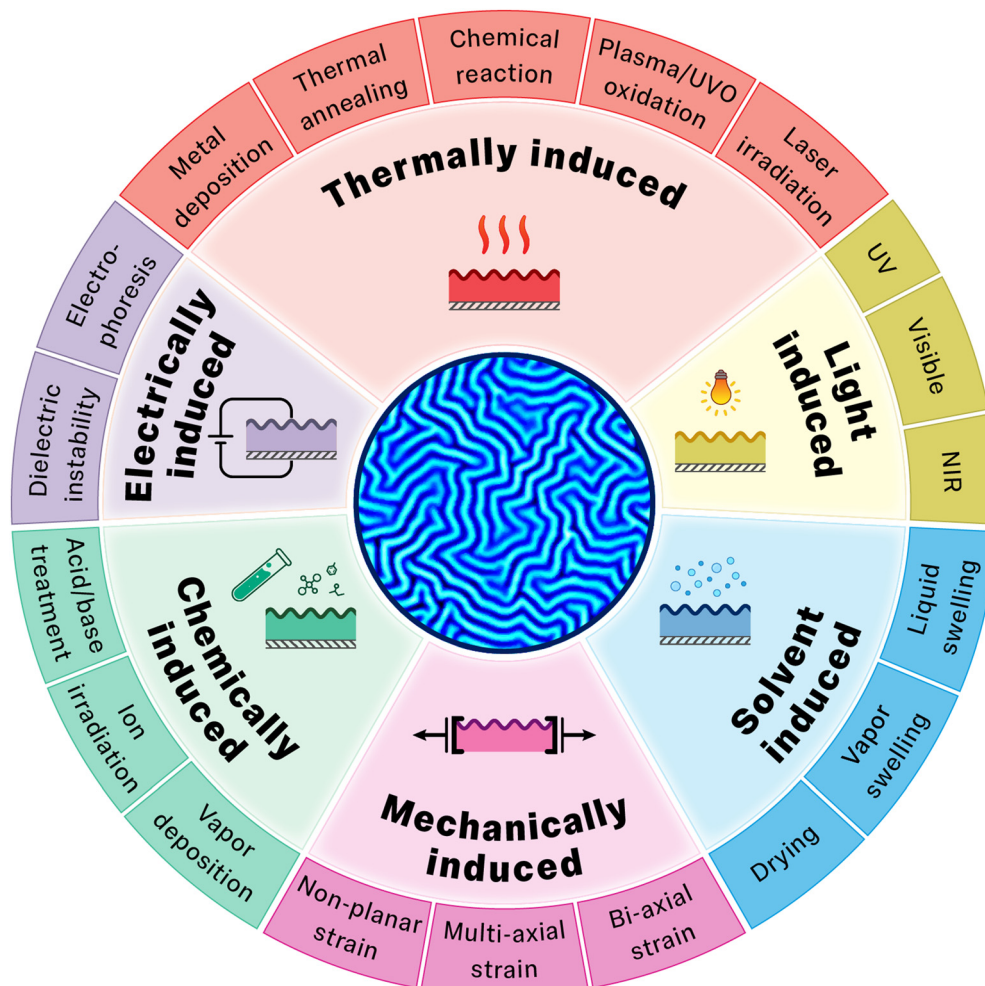 Thermally induced
Metal
deposition
Thermal
annealing
Chemical
reaction
Plasma/UVO
oxidation
Laser
irradiation
Light
induced
UV
Visible
NIR
Solvent
induced
Liquid
swelling
Vapor
swelling
Drying
Mechanically
induced
Bi-axial
strain
Multi-axial
strain
Non-planar
strain
Chemically
induced
Vapor
deposition
Ion
irradiation
Acid/base
treatment
Electrically
induced
Dielectric
instability
Electro-
phoresis